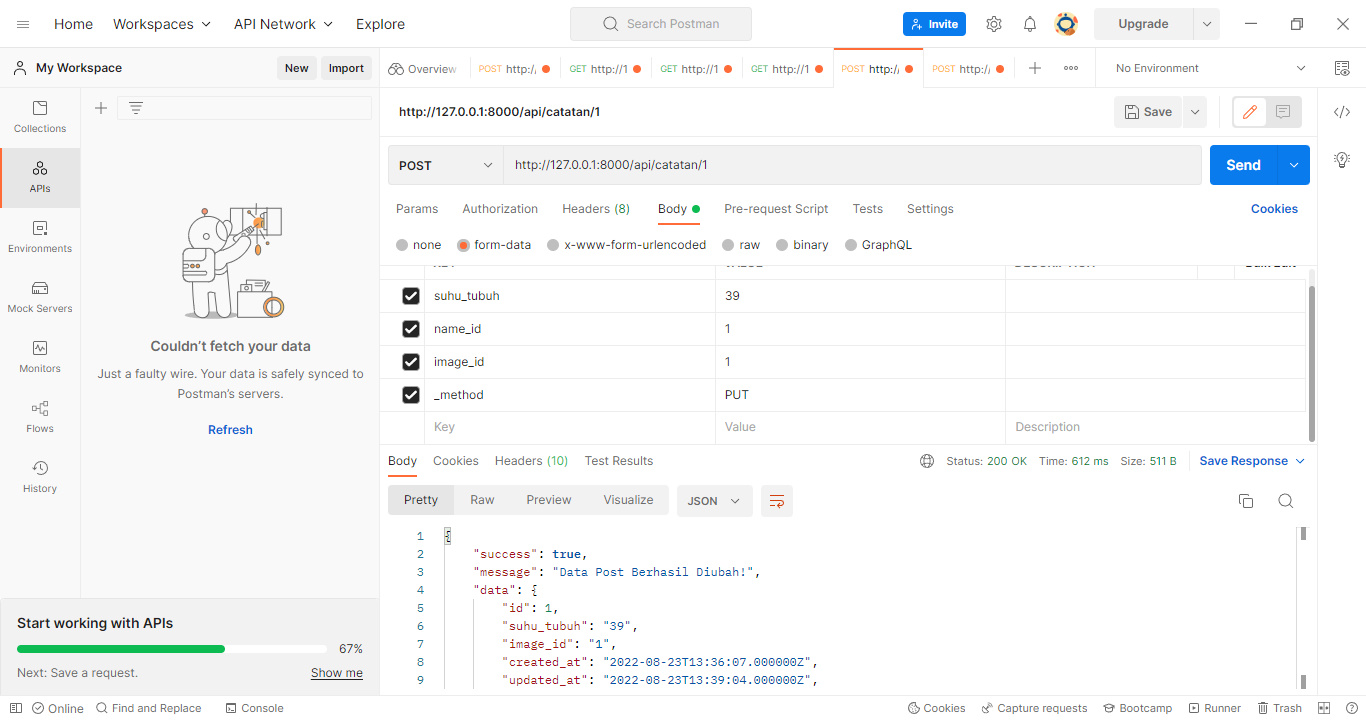 Home Workspaces API Network Explore Search Postman Invite Upgrade
My Workspace New Import
Overview POST http:/ GET http://1 GET http://1 GET http://1 POST http:/ POST http:/ No Environment
Collections
APIs
Environments
Mock Servers
Monitors
Flows
History
Couldn't fetch your data
Just a faulty wire. Your data is safely synced to
Postman's servers.
Refresh
Start working with APIs
67%
Next: Save a request. Show me
http://127.0.0.1:8000/api/catatan/1 Save
POST http://127.0.0.1:8000/api/catatan/1 Send
Params Authorization Headers (8) Body Pre-request Script Tests Settings Cookies
none form-data x-www-form-urlencoded raw binary GraphQL
suhu_tubuh 39
name_id 1
image_id 1
_method PUT
Key Value Description
Body Cookies Headers (10) Test Results Status: 200 OK Time: 612 ms Size: 511 B Save Response
Pretty Raw Preview Visualize JSON
1 {
2 "success": true,
3 "message": "Data Post Berhasil Diubah!",
4 "data": {
5 "id": 1,
6 "suhu_tubuh": "39",
7 "image_id": "1",
8 "created_at": "2022-08-23T13:36:07.000000Z",
9 "updated_at": "2022-08-23T13:39:04.000000Z",
Online Find and Replace Console Cookies Capture requests Bootcamp Runner Trash